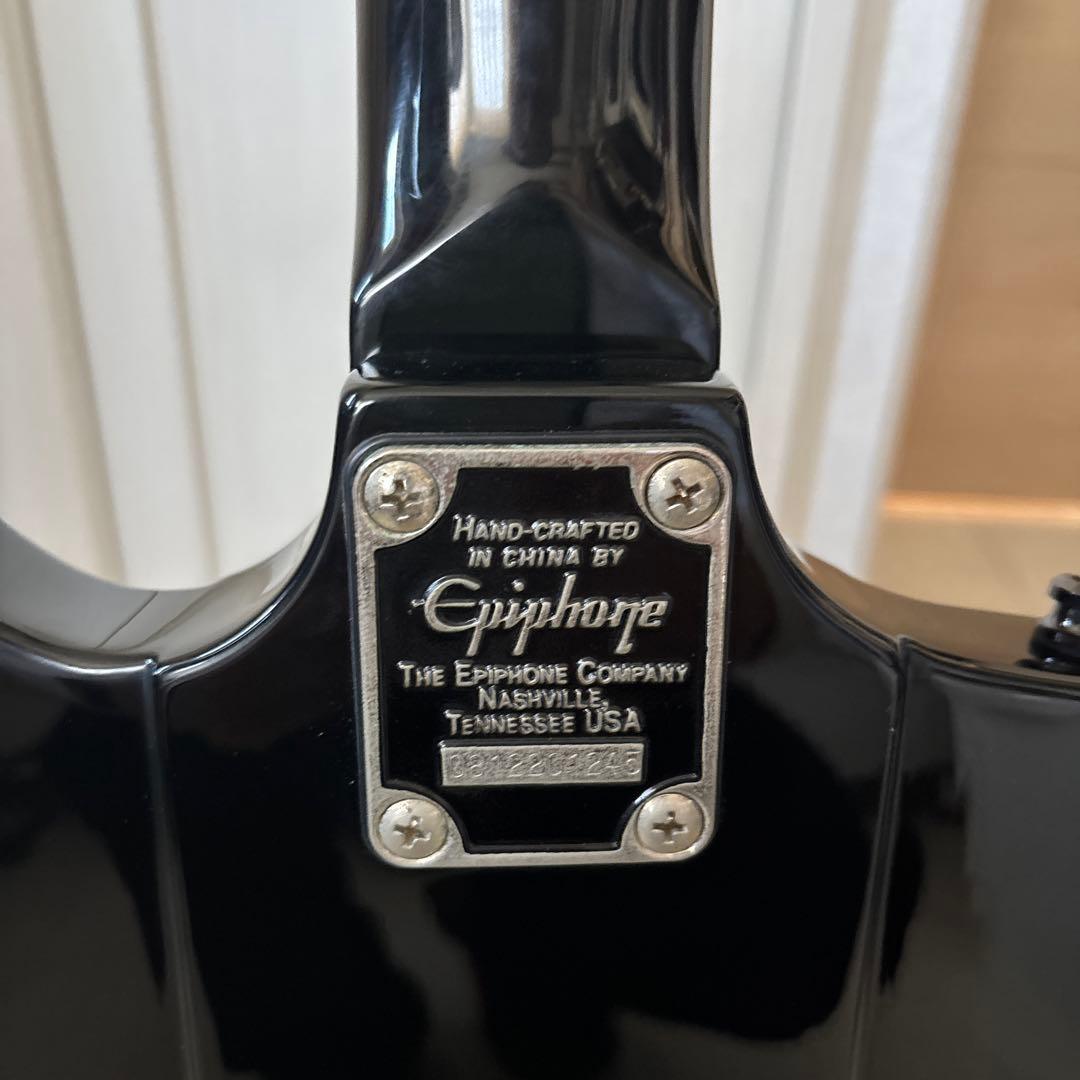 HAND-CRAFTED
IN CHINA BY
Epiphone
THE EPIPHONE COMPANY
NASHVILLE,
TENNESSEE USA